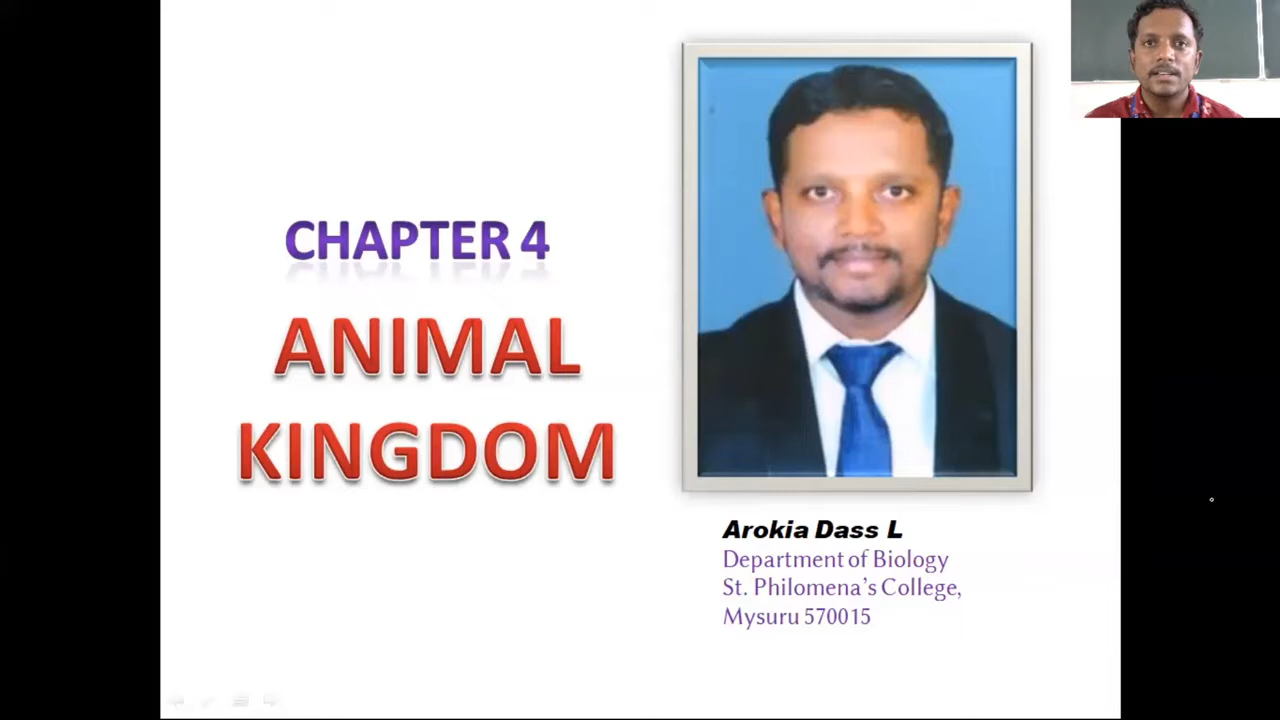 CHAPTER 4
ANIMAL
KINGDOM
Arokia Dass L
Department of Biology
St. Philomena's College,
Mysuru 570015